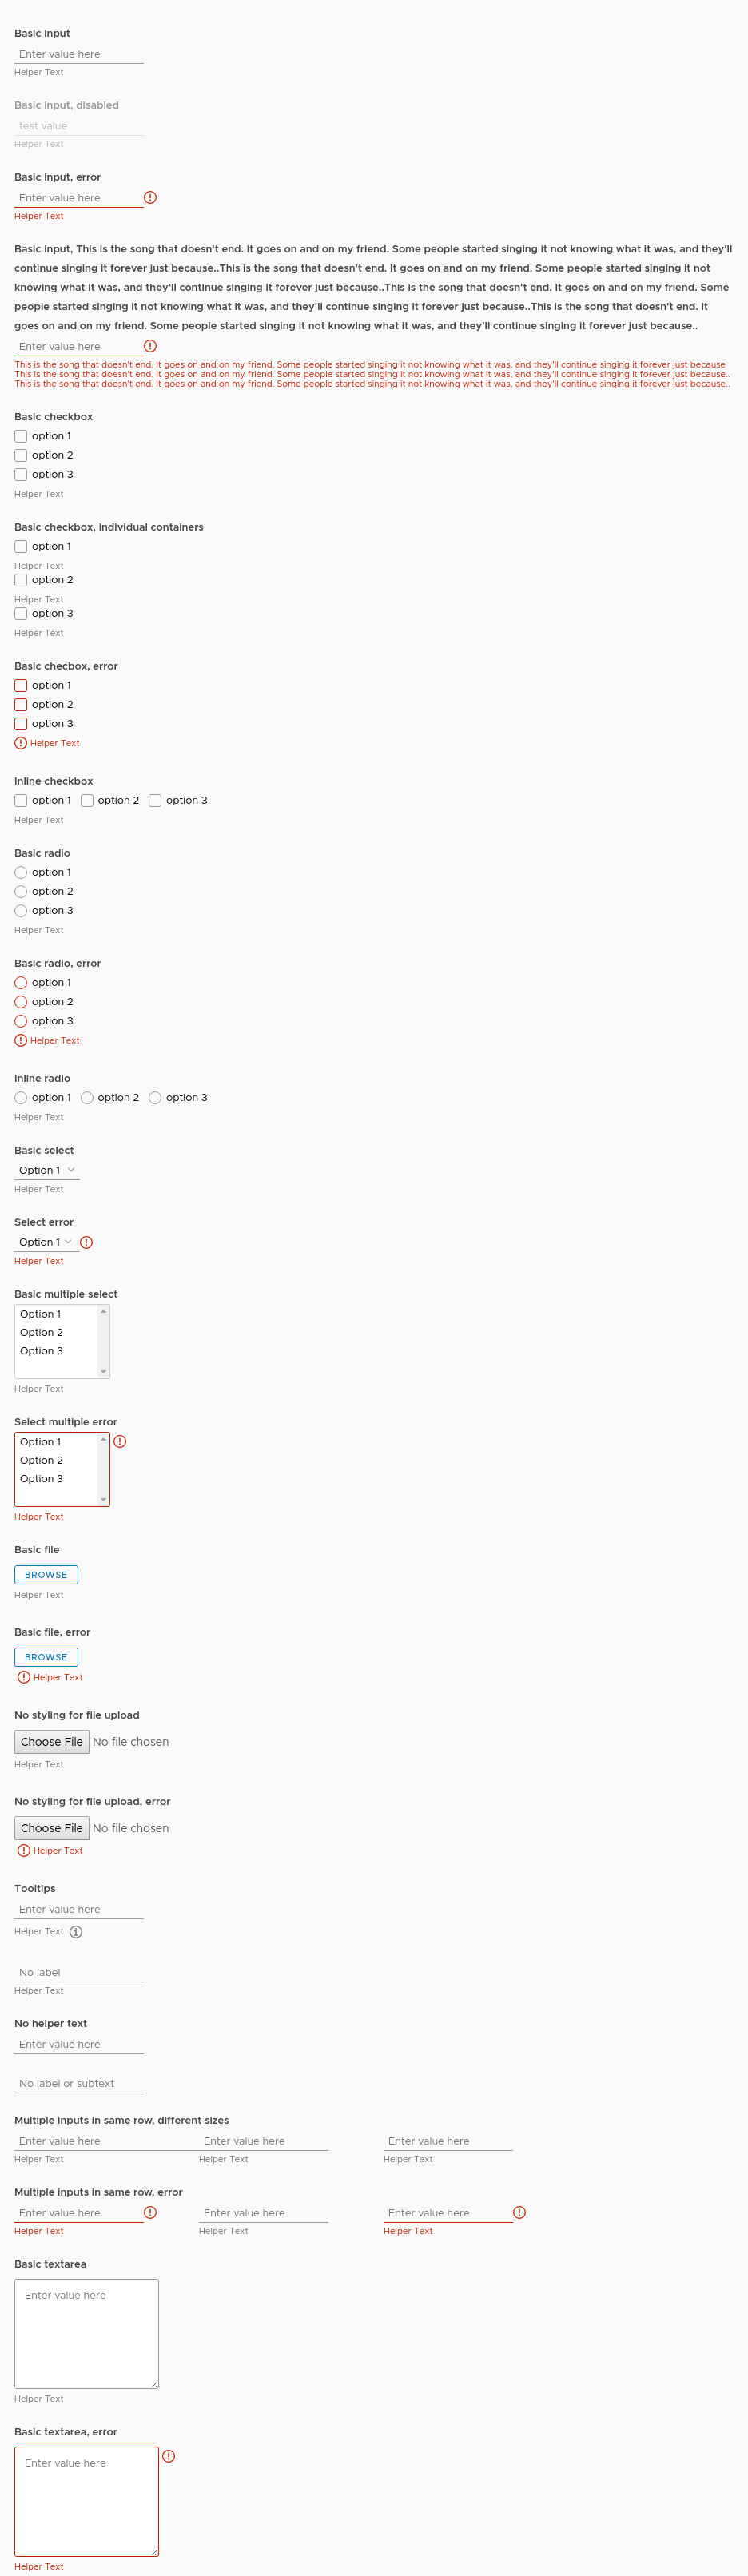 Basic input
Enter value here
Helper Text
Basic input, disabled
test value
Helper Text
Basic input, error
Enter value here
Helper Text
Basic input, This is the song that doesn't end. It goes on and on my friend. Some people started singing it not knowing what it was, and they'll
continue singing it forever just because..This is the song that doesn't end. It goes on and on my friend. Some people started singing it not
knowing what it was, and they'll continue singing it forever just because..This is the song that doesn't end. It goes on and on my friend. Some
people started singing it not knowing what it was, and they'll continue singing it forever just because..This is the song that doesn't end. It
goes on and on my friend. Some people started singing it not knowing what it was, and they'll continue singing it forever just because..
Enter value here
This is the song that doesn't end. It goes on and on my friend. Some people started singing it not knowing what it was, and they'll continue singing it forever just because
This is the song that doesn't end. It goes on and on my friend. Some people started singing it not knowing what it was, and they'll continue singing it forever just because..
This is the song that doesn't end. It goes on and on my friend. Some people started singing it not knowing what it was, and they'll continue singing it forever just because..
Basic checkbox
option 1
option 2
option 3
Helper Text
Basic checkbox, individual containers
option 1
Helper Text
option 2
Helper Text
option 3
Helper Text
Basic checbox, error
option 1
option 2
option 3
Helper Text
Inline checkbox
option 1 option 2 option 3
Helper Text
Basic radio
option 1
option 2
option 3
Helper Text
Basic radio, error
option 1
option 2
option 3
Helper Text
Inline radio
option 1 option 2 option 3
Helper Text
Basic select
Option 1
Helper Text
Select error
Option 1
Helper Text
Basic multiple select
Option 1
Option 2
Option 3
Helper Text
Select multiple error
Option 1
Option 2
Option 3
Helper Text
Basic file
BROWSE
Helper Text
Basic file, error
BROWSE
Helper Text
No styling for file upload
Choose File No file chosen
Helper Text
No styling for file upload, error
Choose File No file chosen
Helper Text
Tooltips
Enter value here
Helper Text
No label
Helper Text
No helper text
Enter value here
No label or subtext
Multiple inputs in same row, different sizes
Enter value here Enter value here Enter value here
Helper Text Helper Text Helper Text
Multiple inputs in same row, error
Enter value here Enter value here Enter value here
Helper Text Helper Text Helper Text
Basic textarea
Enter value here
Helper Text
Basic textarea, error
Enter value here
Helper Text